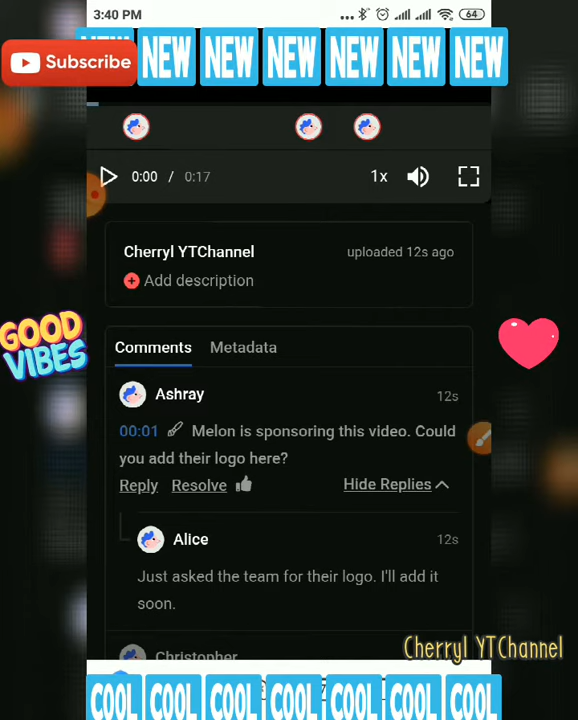 3:40 PM 64
NEW NEW NEW NEW NEW NEW NEW
Subscribe
0:00 / 0:17 1x
Cherryl YTChannel uploaded 12s ago
Add description
GOOD
VIBES
Comments Metadata
Ashray 12s
00:01 Melon is sponsoring this video. Could
you add their logo here?
Reply Resolve Hide Replies
Alice 12s
Just asked the team for their logo. I'll add it
soon.
Christopher
Cherryl YTChannel
COOL COOL COOL COOL COOL COOL COOL